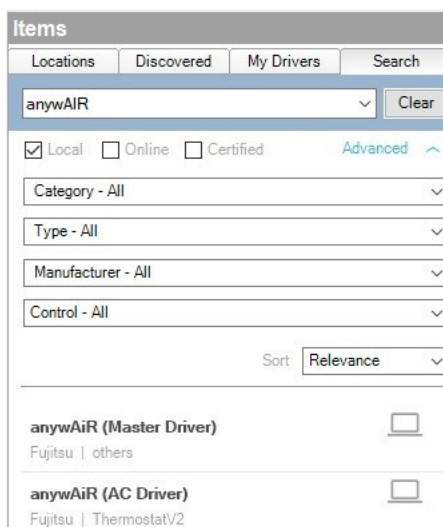 Items
Locations Discovered My Drivers Search
anywAIR Clear
Local Online Certified Advanced
Category - All
Type - All
Manufacturer - All
Control - All
Sort Relevance
anywAiR (Master Driver)
Fujitsu | others
anywAiR (AC Driver)
Fujitsu | ThermostatV2